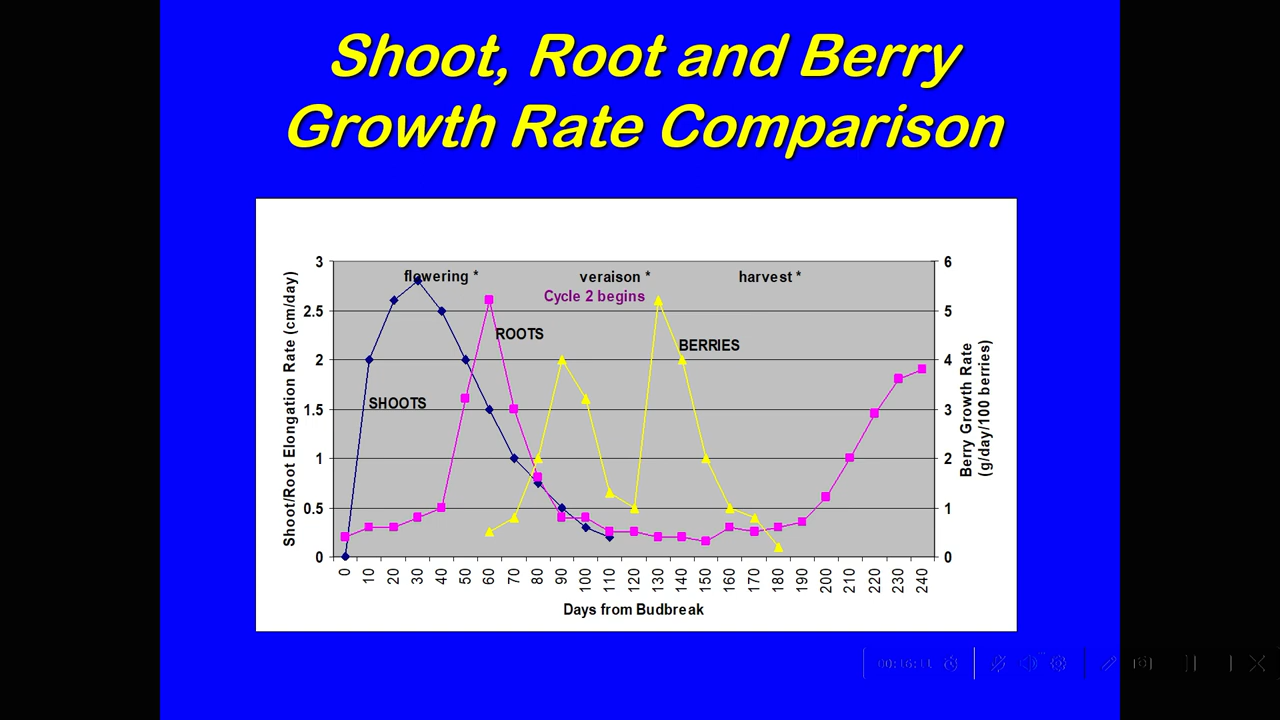 Shoot, Root and Berry
Growth Rate Comparison
flowering * veraison * harvest *
Cycle 2 begins
ROOTS
BERRIES
SHOOTS
Shoot/Root Elongation Rate (cm/day)
3
2.5
2
1.5
1
0.5
0
6
5
4
3
2
1
0
Berry Growth Rate
(g/day/100 berries)
0 10 20 30 40 50 60 70 80 90 100 110 120 130 140 150 160 170 180 190 200 210 220 230 240
Days from Budbreak